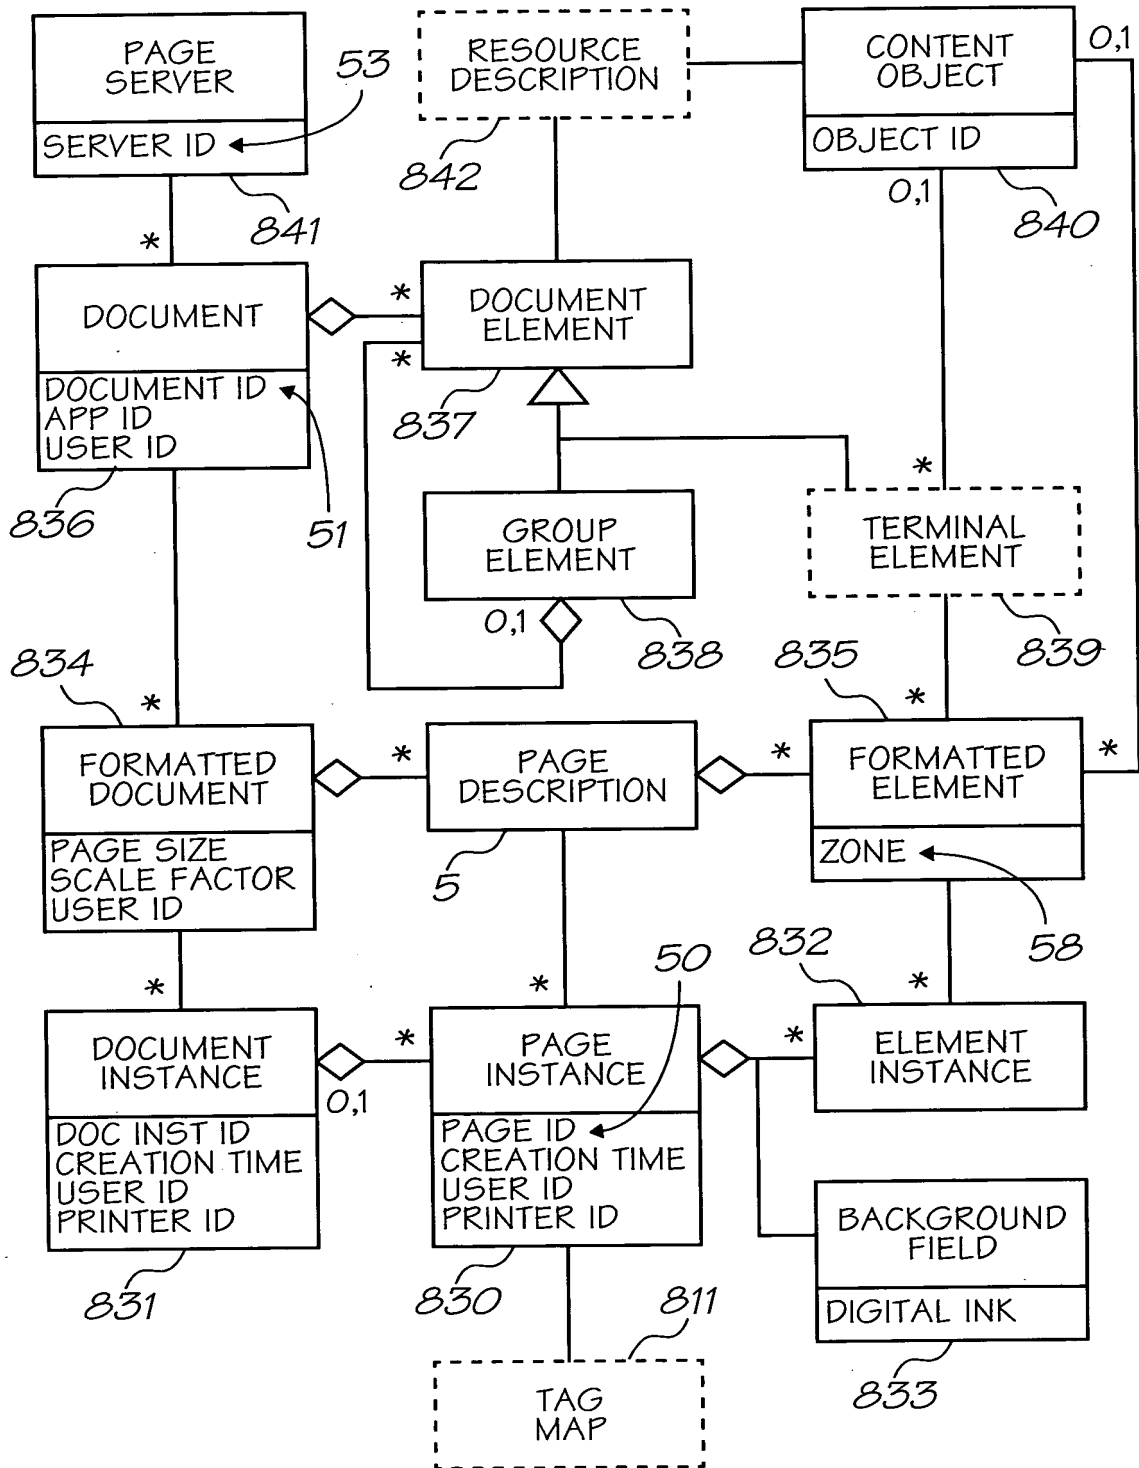 PAGE
SERVER
SERVER ID
53
841
RESOURCE
DESCRIPTION
842
CONTENT
OBJECT
OBJECT ID
0,1
0,1
840
*
DOCUMENT
DOCUMENT ID
APP ID
USER ID
836
51
*
*
DOCUMENT
ELEMENT
837
GROUP
ELEMENT
0,1
838
*
TERMINAL
ELEMENT
839
834
*
FORMATTED
DOCUMENT
PAGE SIZE
SCALE FACTOR
USER ID
*
PAGE
DESCRIPTION
5
835
*
*
*
FORMATTED
ELEMENT
ZONE
58
*
DOCUMENT
INSTANCE
0,1
DOC INST ID
CREATION TIME
USER ID
PRINTER ID
831
50
*
*
PAGE
INSTANCE
PAGE ID
CREATION TIME
USER ID
PRINTER ID
830
832
*
*
ELEMENT
INSTANCE
BACKGROUND
FIELD
DIGITAL INK
833
811
TAG
MAP